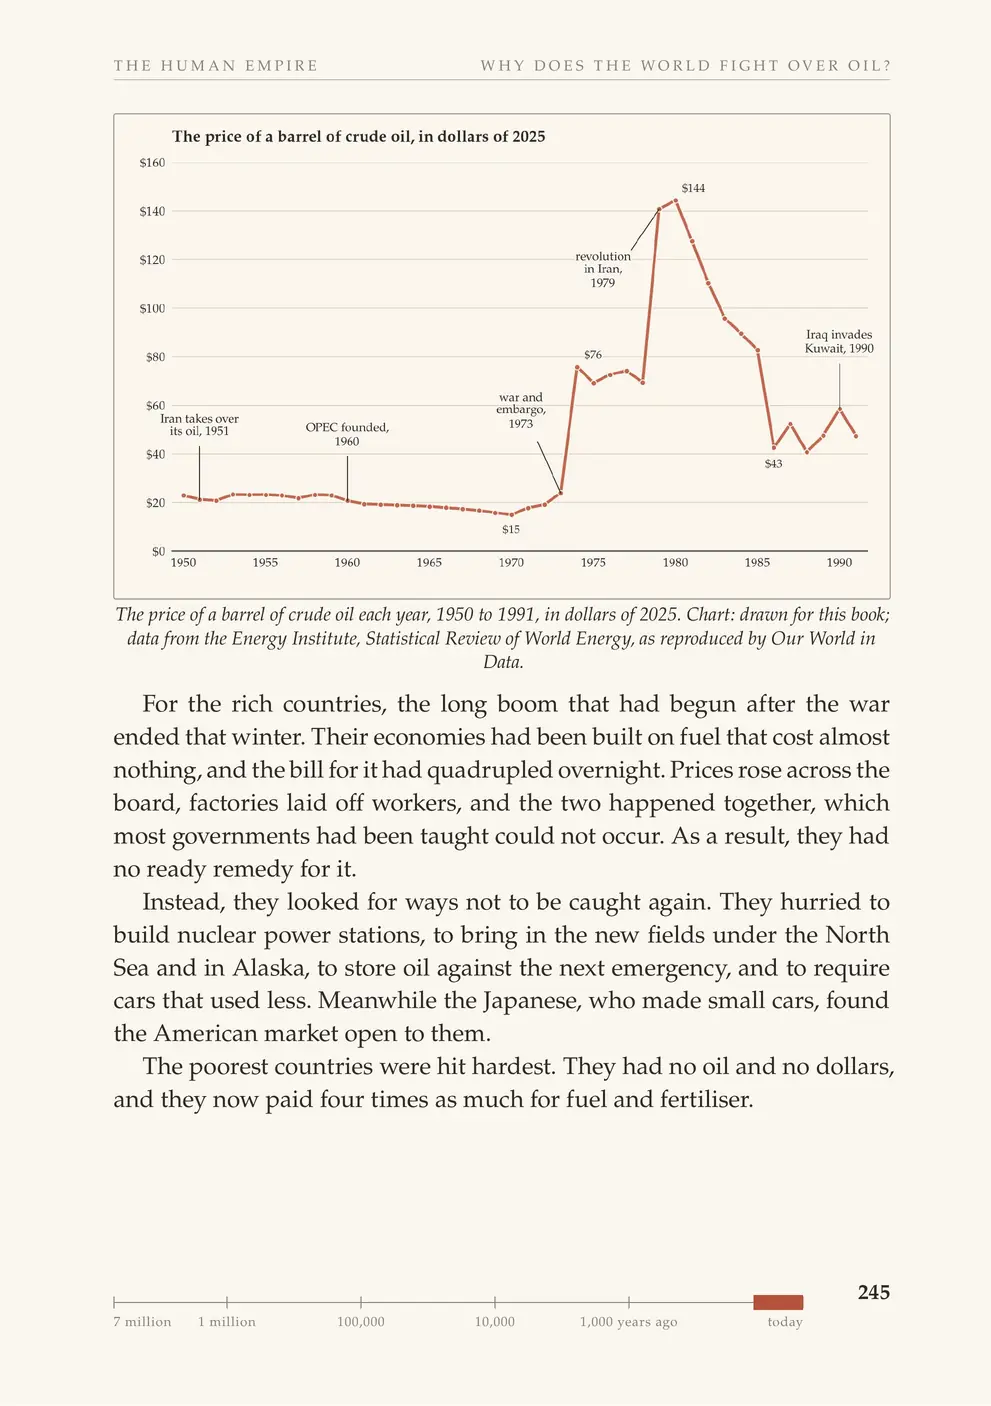 THE HUMAN EMPIRE
WHY DOES THE WORLD FIGHT OVER OIL?
The price of a barrel of crude oil, in dollars of 2025
$160
$140
$120
$100
$80
$60
$40
$20
$0
$144
revolution
in Iran,
1979
Iraq invades
Kuwait, 1990
$76
war and
embargo,
1973
Iran takes over
its oil, 1951
OPEC founded,
1960
$43
$15
1950
1955
1960
1965
1970
1975
1980
1985
1990
The price of a barrel of crude oil each year, 1950 to 1991, in dollars of 2025. Chart: drawn for this book;
data from the Energy Institute, Statistical Review of World Energy, as reproduced by Our World in
Data.
For the rich countries, the long boom that had begun after the war
ended that winter. Their economies had been built on fuel that cost almost
nothing, and the bill for it had quadrupled overnight. Prices rose across the
board, factories laid off workers, and the two happened together, which
most governments had been taught could not occur. As a result, they had
no ready remedy for it.
Instead, they looked for ways not to be caught again. They hurried to
build nuclear power stations, to bring in the new fields under the North
Sea and in Alaska, to store oil against the next emergency, and to require
cars that used less. Meanwhile the Japanese, who made small cars, found
the American market open to them.
The poorest countries were hit hardest. They had no oil and no dollars,
and they now paid four times as much for fuel and fertiliser.
245
7 million
1 million
100,000
10,000
1,000 years ago
today